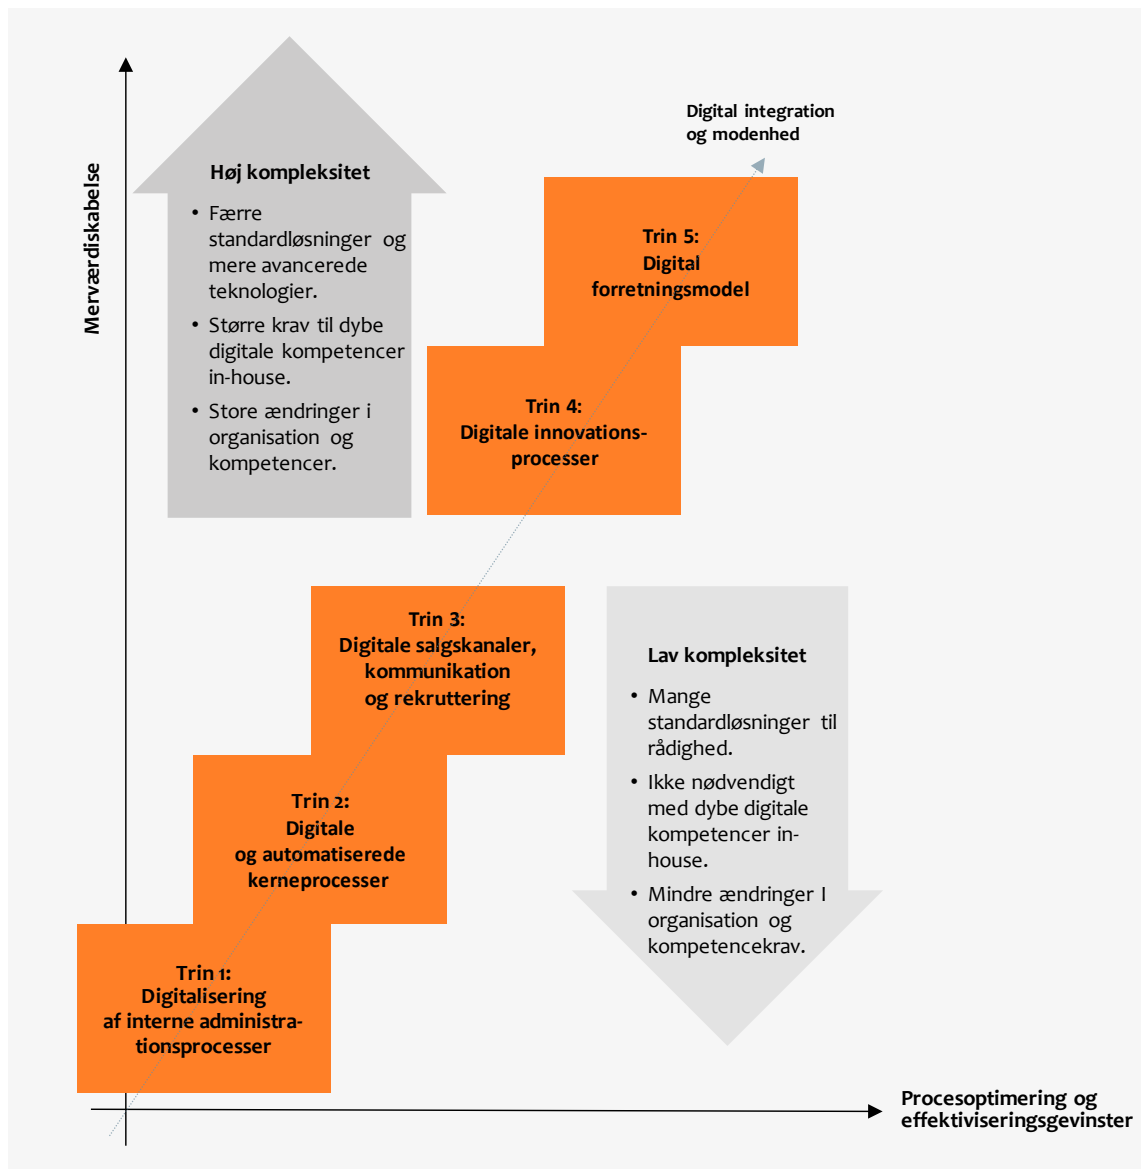 Digital integration
og modenhed
Merværdiskabelse
Høj kompleksitet
• Færre
standardløsninger og
mere avancerede
teknologier.
• Større krav til dybe
digitale kompetencer
in-house.
• Store ændringer i
organisation og
kompetencer.
Trin 5:
Digital
forretningsmodel
Trin 4:
Digitale innovations-
processer
Trin 3:
Digitale salgskanaler,
kommunikation
og rekruttering
Lav kompleksitet
• Mange
standardløsninger til
rådighed.
• Ikke nødvendigt
med dybe digitale
kompetencer in-
house.
• Mindre ændringer I
organisation og
kompetencekrav.
Trin 2:
Digitale
og automatiserede
kerneprocesser
Trin 1:
Digitalisering
af interne administra-
tionsprocesser
Procesoptimering og
effektiviseringsgevinster